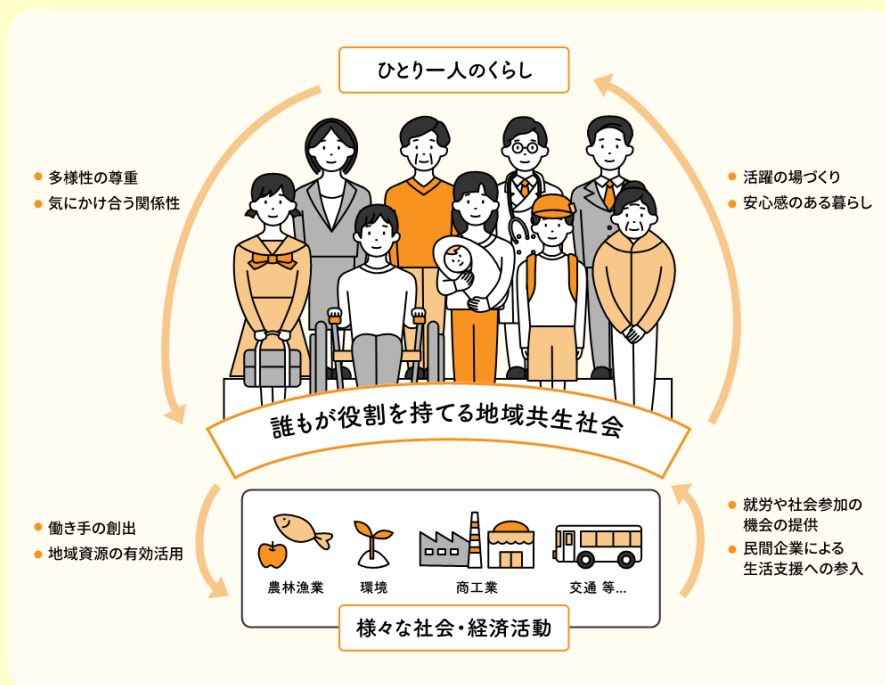 ひとり一人のくらし
多様性の尊重
気にかけ合う関係性
活躍の場づくり
安心感のある暮らし
誰もが役割を持てる地域共生社会
働き手の創出
地域資源の有効活用
就労や社会参加の
機会の提供
民間企業による
生活支援への参入
農林漁業
環境
商工業
交通 等...
様々な社会・経済活動